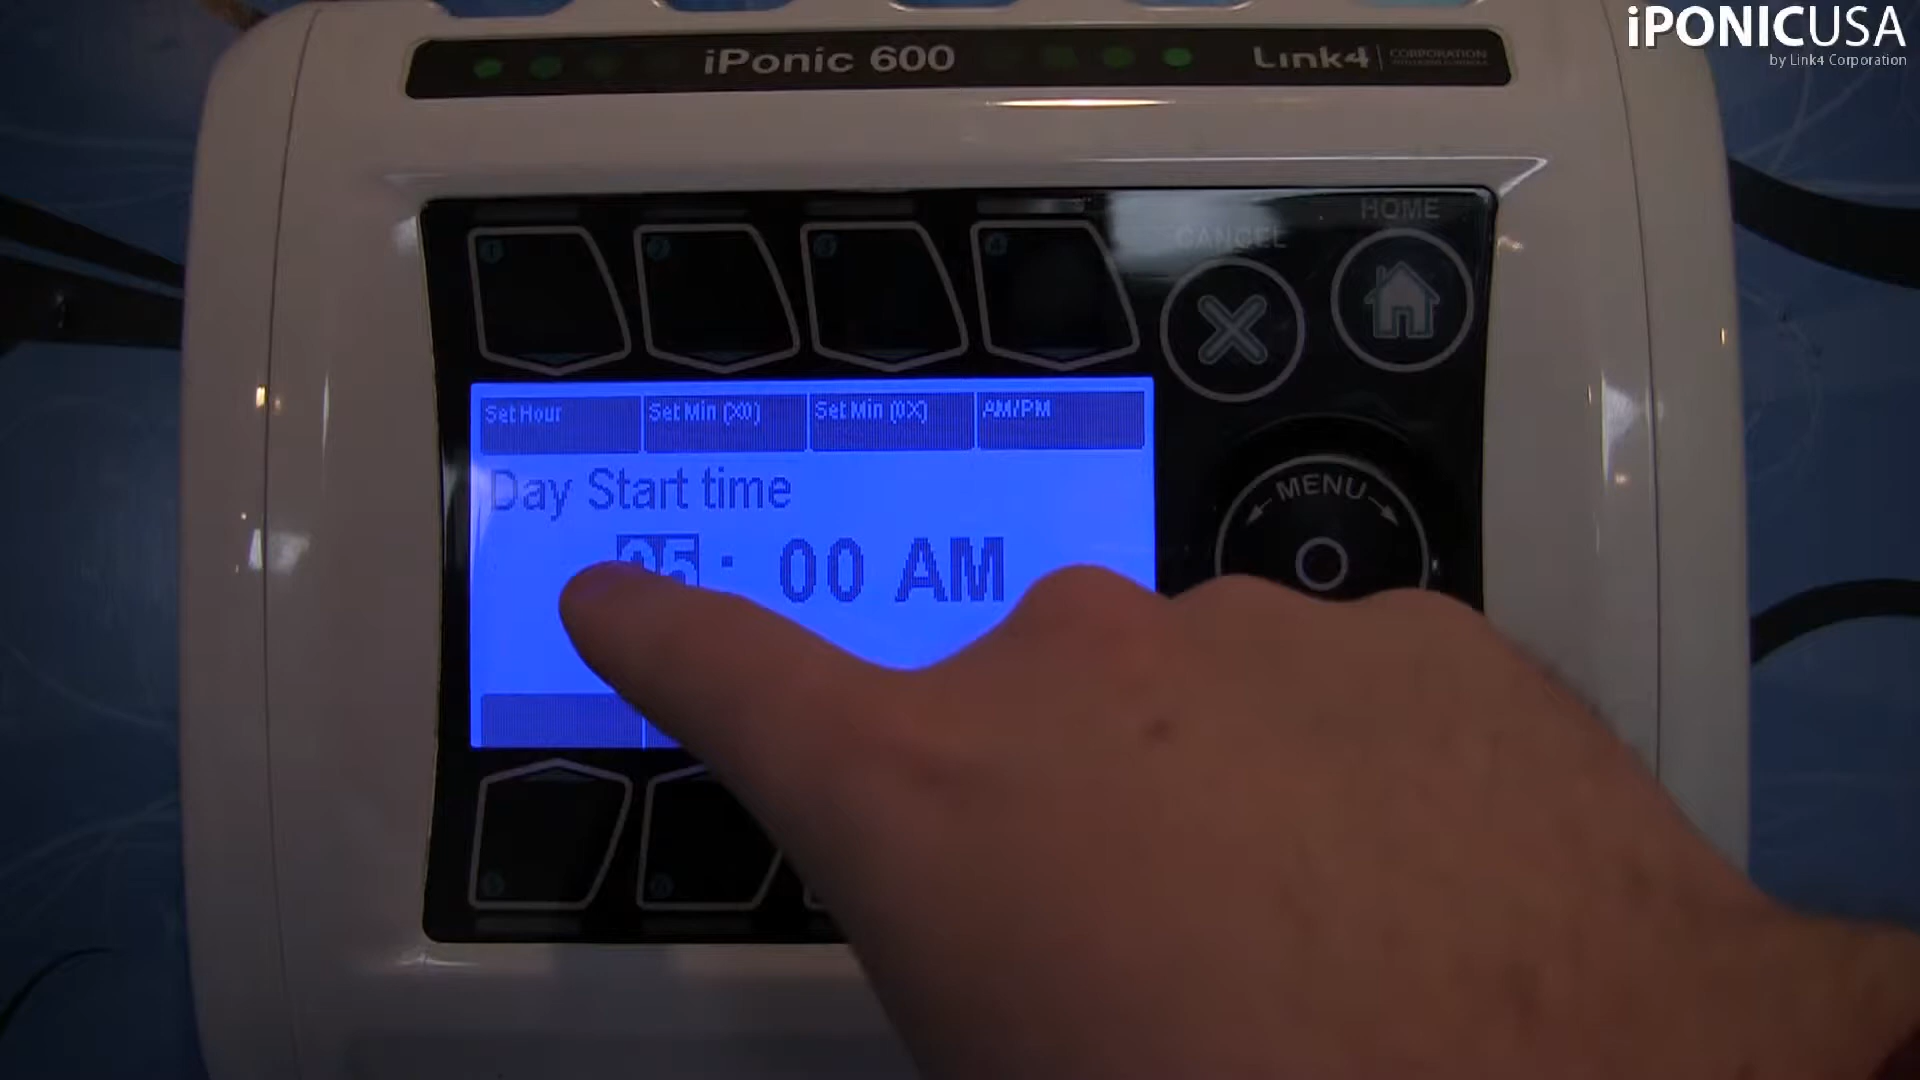 iPONICUSA
by Link4 Corporation
iPonic 600
Link4 CORPORATION
HOME
CANCEL
Set Hour Set Min (X0) Set Min (0X) AM/PM
MENU
Day Start time
05: 00 AM